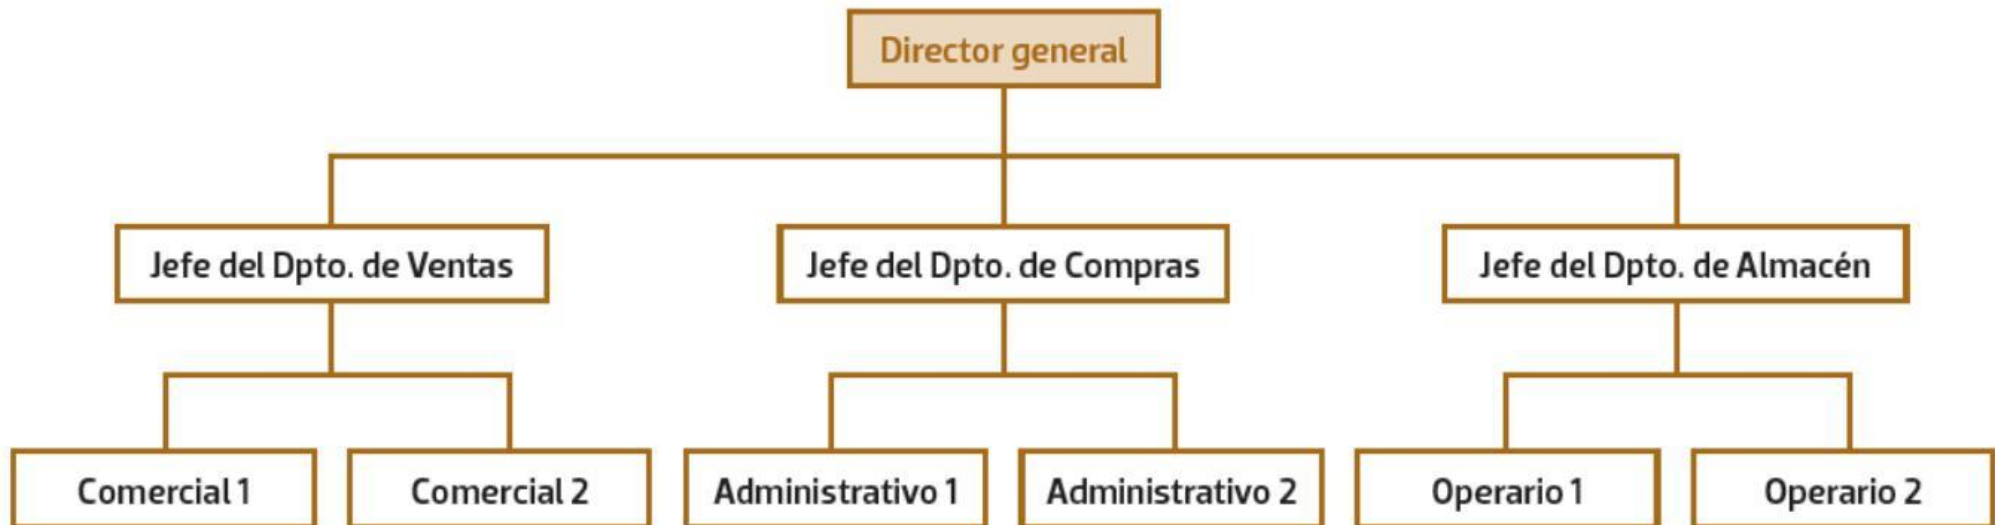 Director general
Jefe del Dpto. de Ventas
Jefe del Dpto. de Compras
Jefe del Dpto. de Almacén
Comercial 1
Comercial 2
Administrativo 1
Administrativo 2
Operario 1
Operario 2